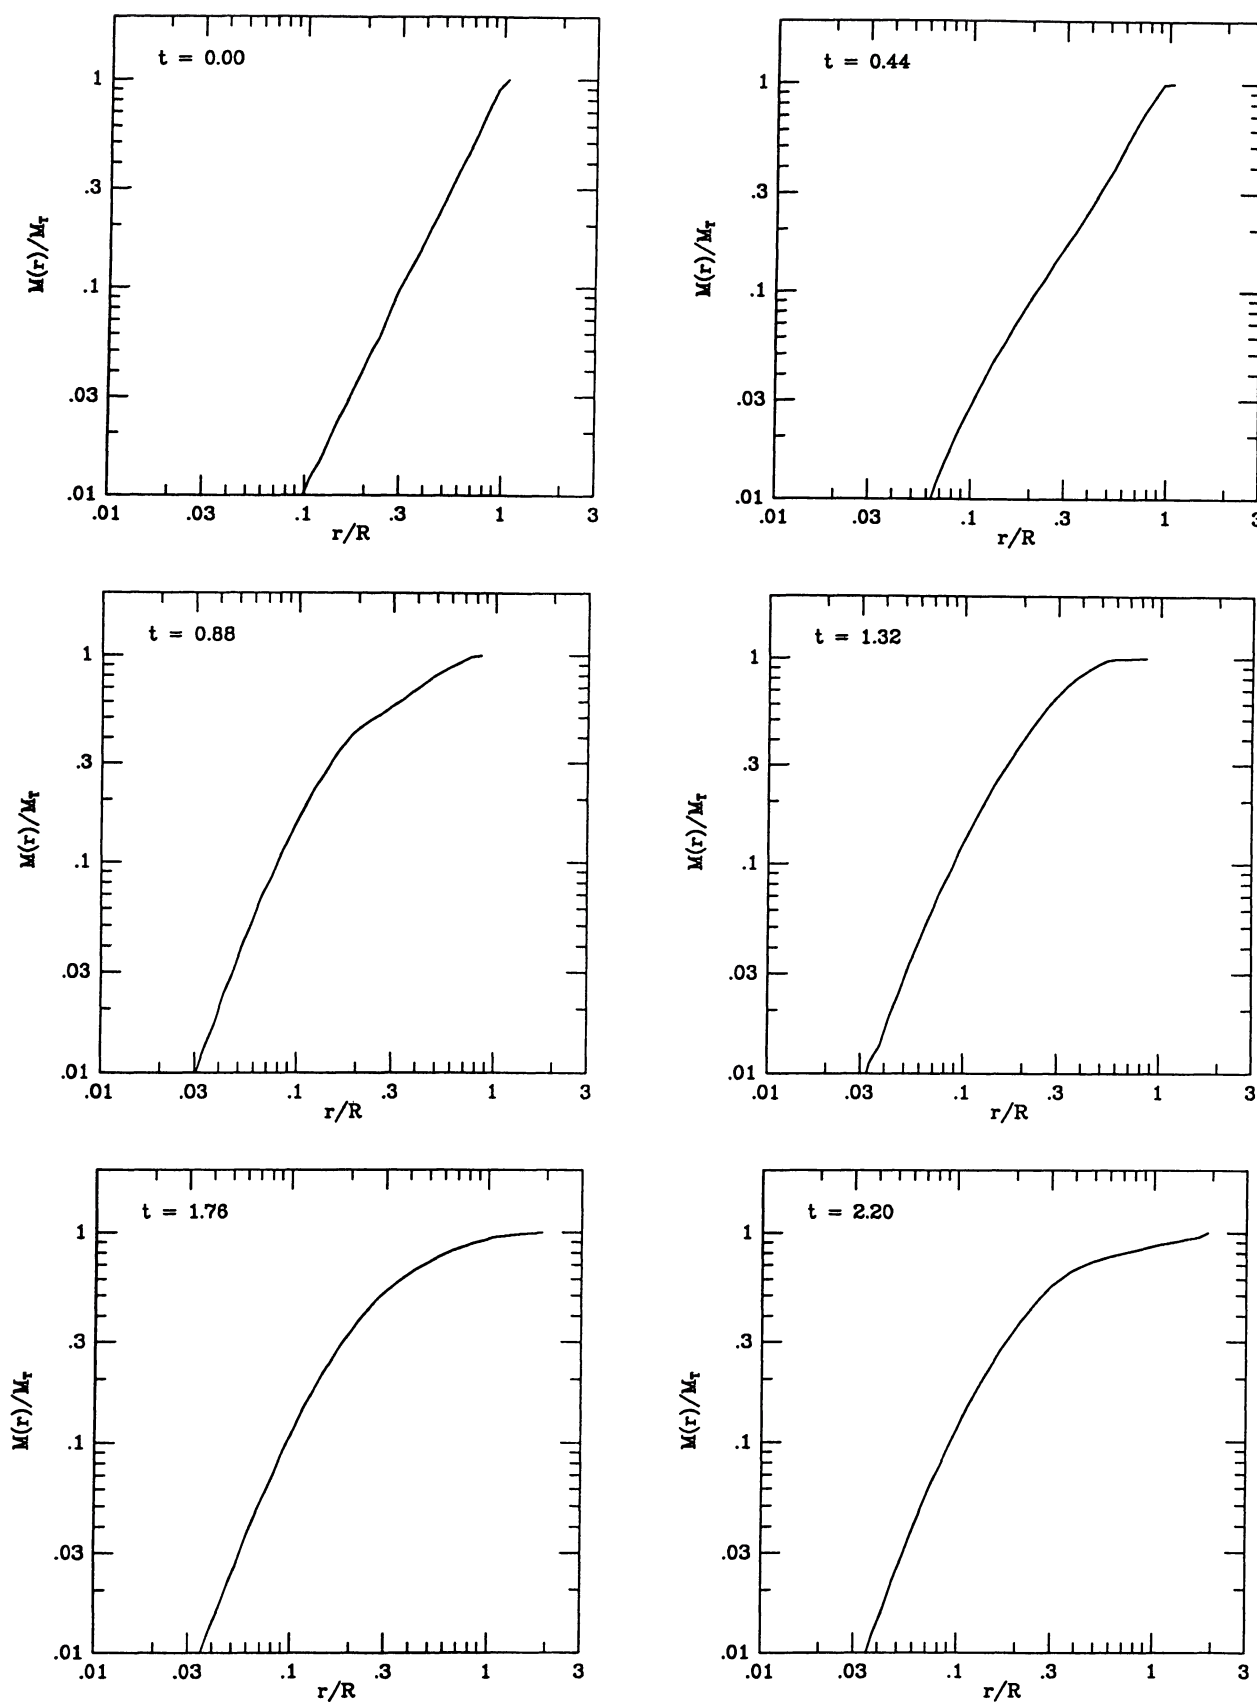 t = 0.00
1
.3
.1
.03
.01
M(r)/M_T
.01 .03 .1 .3 1 3
r/R
t = 0.44
1
.3
.1
.03
.01
M(r)/M_T
.01 .03 .1 .3 1 3
r/R
t = 0.88
1
.3
.1
.03
.01
M(r)/M_T
.01 .03 .1 .3 1 3
r/R
t = 1.32
1
.3
.1
.03
.01
M(r)/M_T
.01 .03 .1 .3 1 3
r/R
t = 1.76
1
.3
.1
.03
.01
M(r)/M_T
.01 .03 .1 .3 1 3
r/R
t = 2.20
1
.3
.1
.03
.01
M(r)/M_T
.01 .03 .1 .3 1 3
r/R